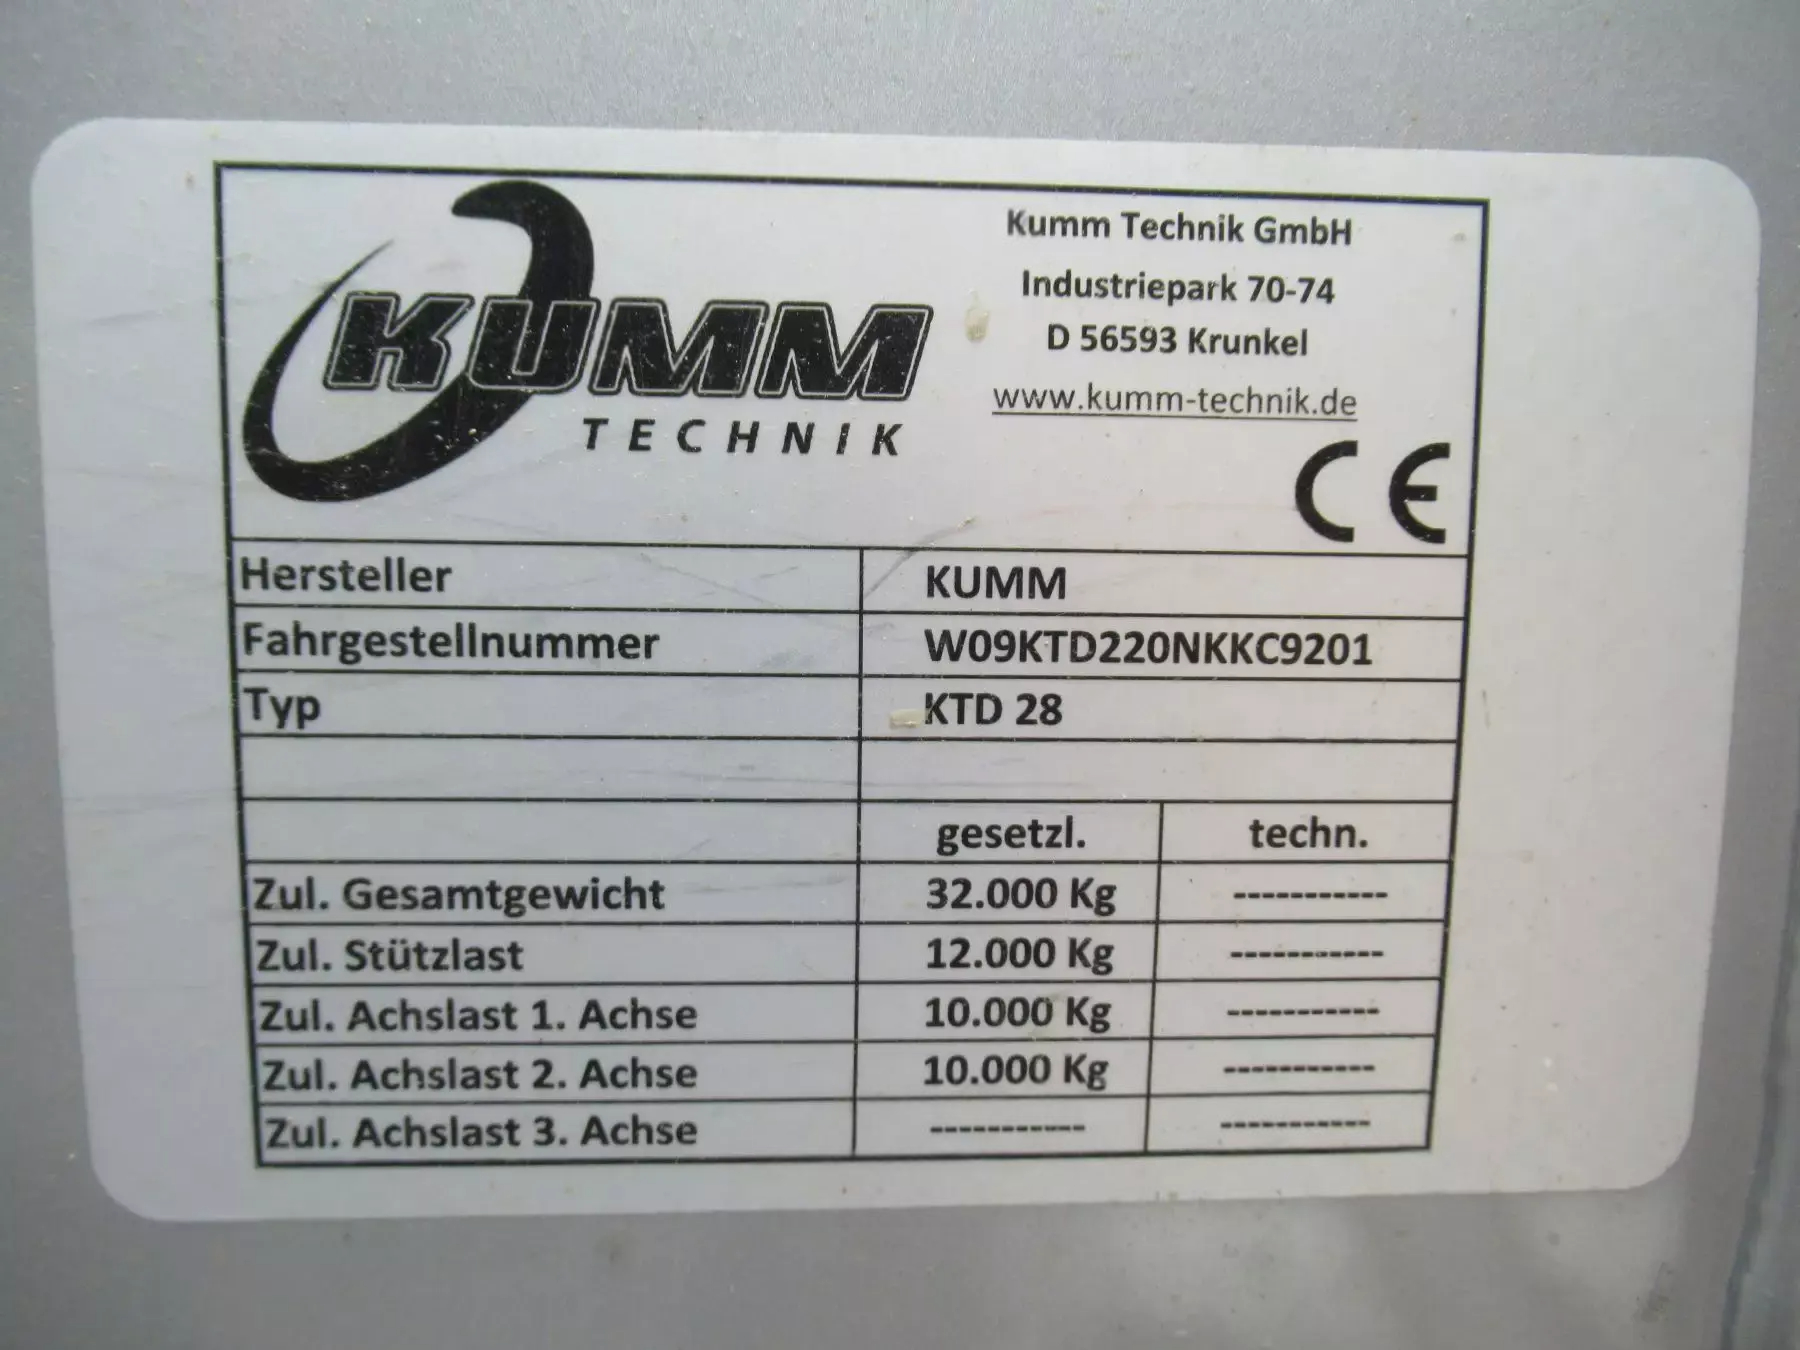 KUMM
TECHNIK
Kumm Technik GmbH
Industriepark 70-74
D 56593 Krunkel
www.kumm-technik.de
CE
Hersteller KUMM
Fahrgestellnummer W09KTD220NKKC9201
Typ KTD 28
gesetzl. techn.
Zul. Gesamtgewicht 32.000 Kg -----------
Zul. Stützlast 12.000 Kg -----------
Zul. Achslast 1. Achse 10.000 Kg -----------
Zul. Achslast 2. Achse 10.000 Kg -----------
Zul. Achslast 3. Achse ----------- -----------